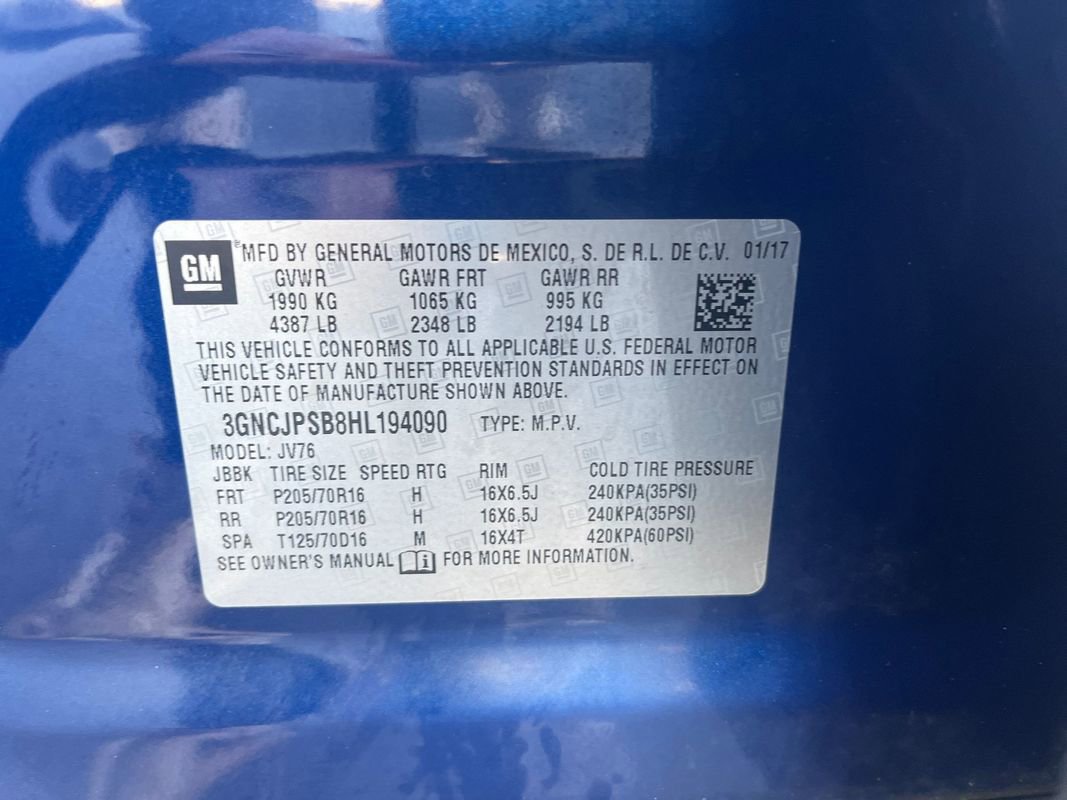 GM ® MFD BY GENERAL MOTORS DE MEXICO, S. DE R.L. DE C.V. 01/17
GVWR GAWR FRT GAWR RR
1990 KG 1065 KG 995 KG
4387 LB 2348 LB 2194 LB
THIS VEHICLE CONFORMS TO ALL APPLICABLE U.S. FEDERAL MOTOR
VEHICLE SAFETY AND THEFT PREVENTION STANDARDS IN EFFECT ON
THE DATE OF MANUFACTURE SHOWN ABOVE.
3GNCJPSB8HL194090 TYPE: M.P.V.
MODEL: JV76
JBBK TIRE SIZE SPEED RTG RIM COLD TIRE PRESSURE
FRT P205/70R16 H 16X6.5J 240KPA(35PSI)
RR P205/70R16 H 16X6.5J 240KPA(35PSI)
SPA T125/70D16 M 16X4T 420KPA(60PSI)
SEE OWNER'S MANUAL i FOR MORE INFORMATION.